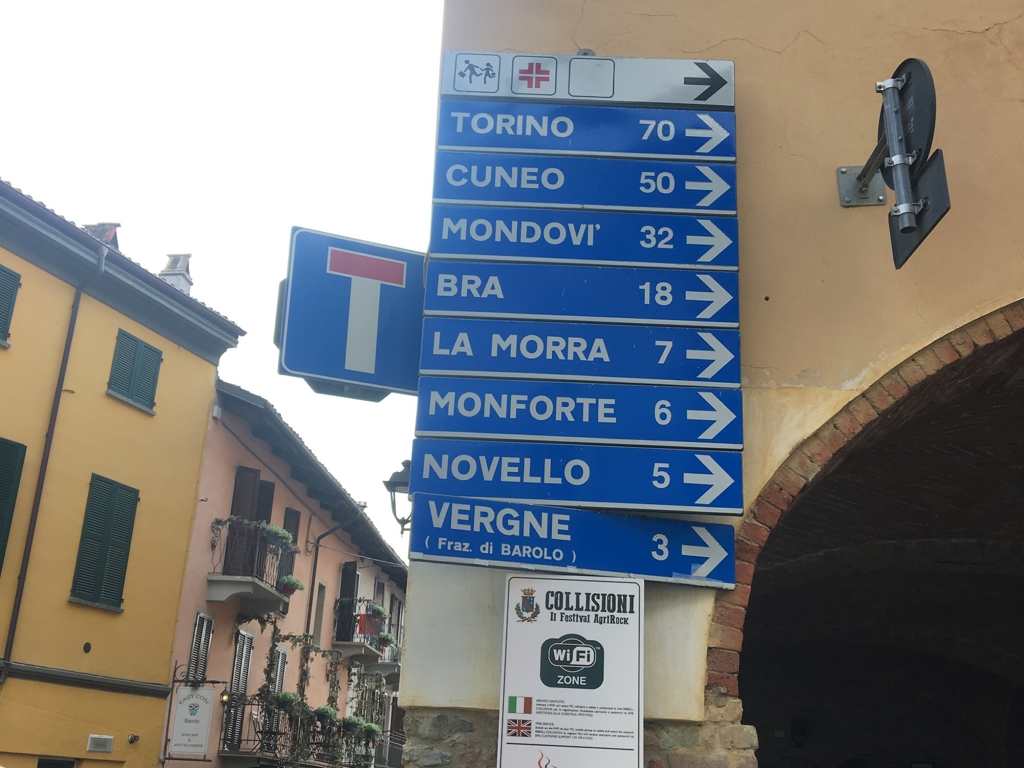 TORINO 70
CUNEO 50
MONDOVI' 32
BRA 18
LA MORRA 7
MONFORTE 6
NOVELLO 5
VERGNE 3
( Fraz. di BAROLO )
COLLISIONI
Il Festival AgriRock
WiFi
ZONE
Barolo